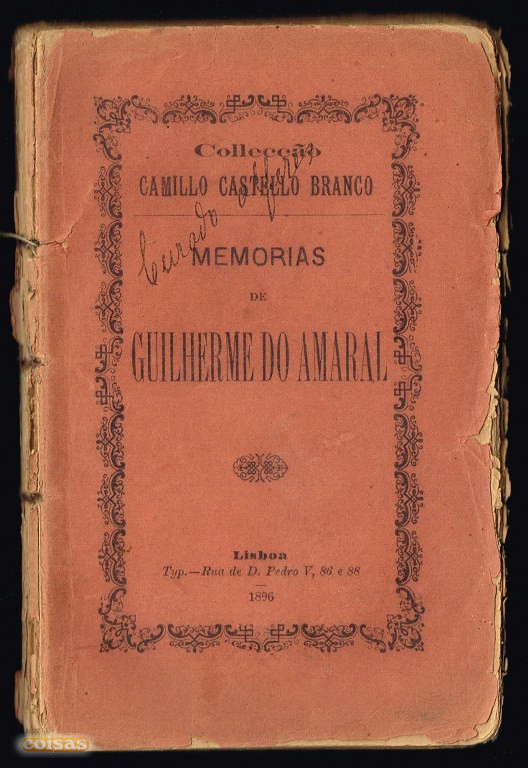 Collecção
CAMILLO CASTELLO BRANCO
MEMORIAS
DE
GUILHERME DO AMARAL
Lisboa
Typ.—Rua de D. Pedro V, 86 e 88
1896
coisas